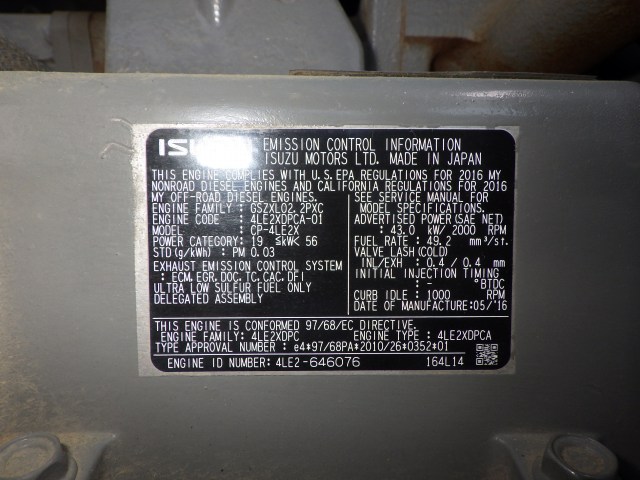 ISUZU EMISSION CONTROL INFORMATION
ISUZU MOTORS LTD. MADE IN JAPAN
THIS ENGINE COMPLIES WITH U.S.EPA REGULATIONS FOR 2016 MY
NONROAD DIESEL ENGINES AND CALIFORNIA REGULATIONS FOR 2016
MY OFF-ROAD DIESEL ENGINES.
ENGINE FAMILY : GSZXL02.2PXC
ENGINE CODE : 4LE2XDPCA-01
MODEL : CP-4LE2X
POWER CATEGORY: 19 ≤kW< 56
STD(g/kWh) : PM 0.03
EXHAUST EMISSION CONTROL SYSTEM
: ECM, EGR, DOC, TC, CAC, DFI
ULTRA LOW SULFUR FUEL ONLY
DELEGATED ASSEMBLY
SEE SERVICE MANUAL FOR
MAINTENANCE SPECIFICATIONS.
ADVERTISED POWER(SAE NET)
: 43.0 kW/ 2000 RPM
FUEL RATE: 49.2 mm³/st.
VALVE LASH(COLD)
: IN/EXH : 0.4 / 0.4 mm
INITIAL INJECTION TIMING
: - °BTDC
CURB IDLE : 1000 RPM
DATE OF MANUFACTURE:05/'16
THIS ENGINE IS CONFORMED 97/68/EC DIRECTIVE.
ENGINE FAMILY: 4LE2XDPC ENGINE TYPE : 4LE2XDPCA
TYPE APPROVAL NUMBER : e4*97/68PA*2010/26*0352*01
ENGINE ID NUMBER: 4LE2-646076 164L14